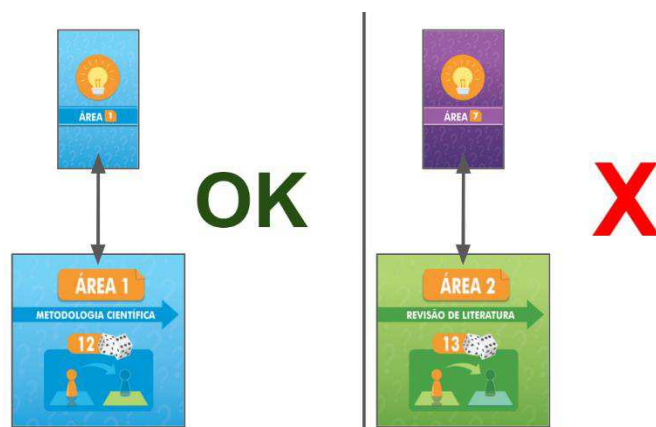 ÁREA 1
OK
ÁREA 1
METODOLOGIA CIENTÍFICA
12
ÁREA 7
X
ÁREA 2
REVISÃO DE LITERATURA
13